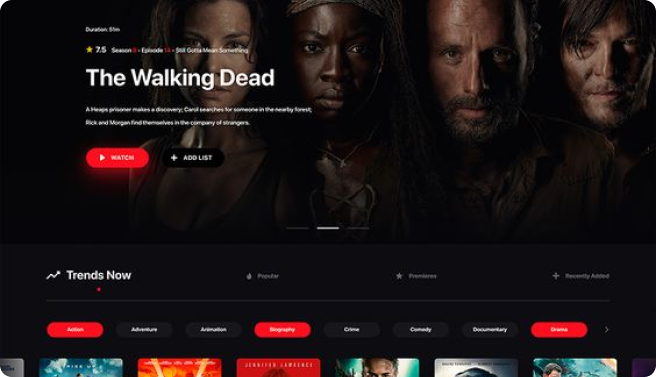 Duration: 51m
7.5 Season 8 • Episode 14 • Still Gotta Mean Something
The Walking Dead
A Heaps prisoner makes a discovery; Carol searches for someone in the nearby forest;
Rick and Morgan find themselves in the company of strangers.
WATCH
ADD LIST
Trends Now
Popular
Premieres
Recently Added
Action
Adventure
Animation
Biography
Crime
Comedy
Documentary
Drama
JENNIFER LAWRENCE